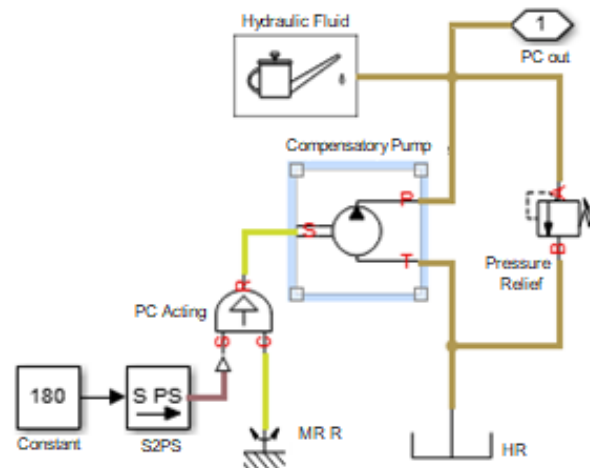 Hydraulic Fluid
1
PC out
Compensatory Pump
P
S
T
A
B
Pressure
Relief
R
PC Acting
S
C
180
S PS
MR R
Constant
S2PS
HR